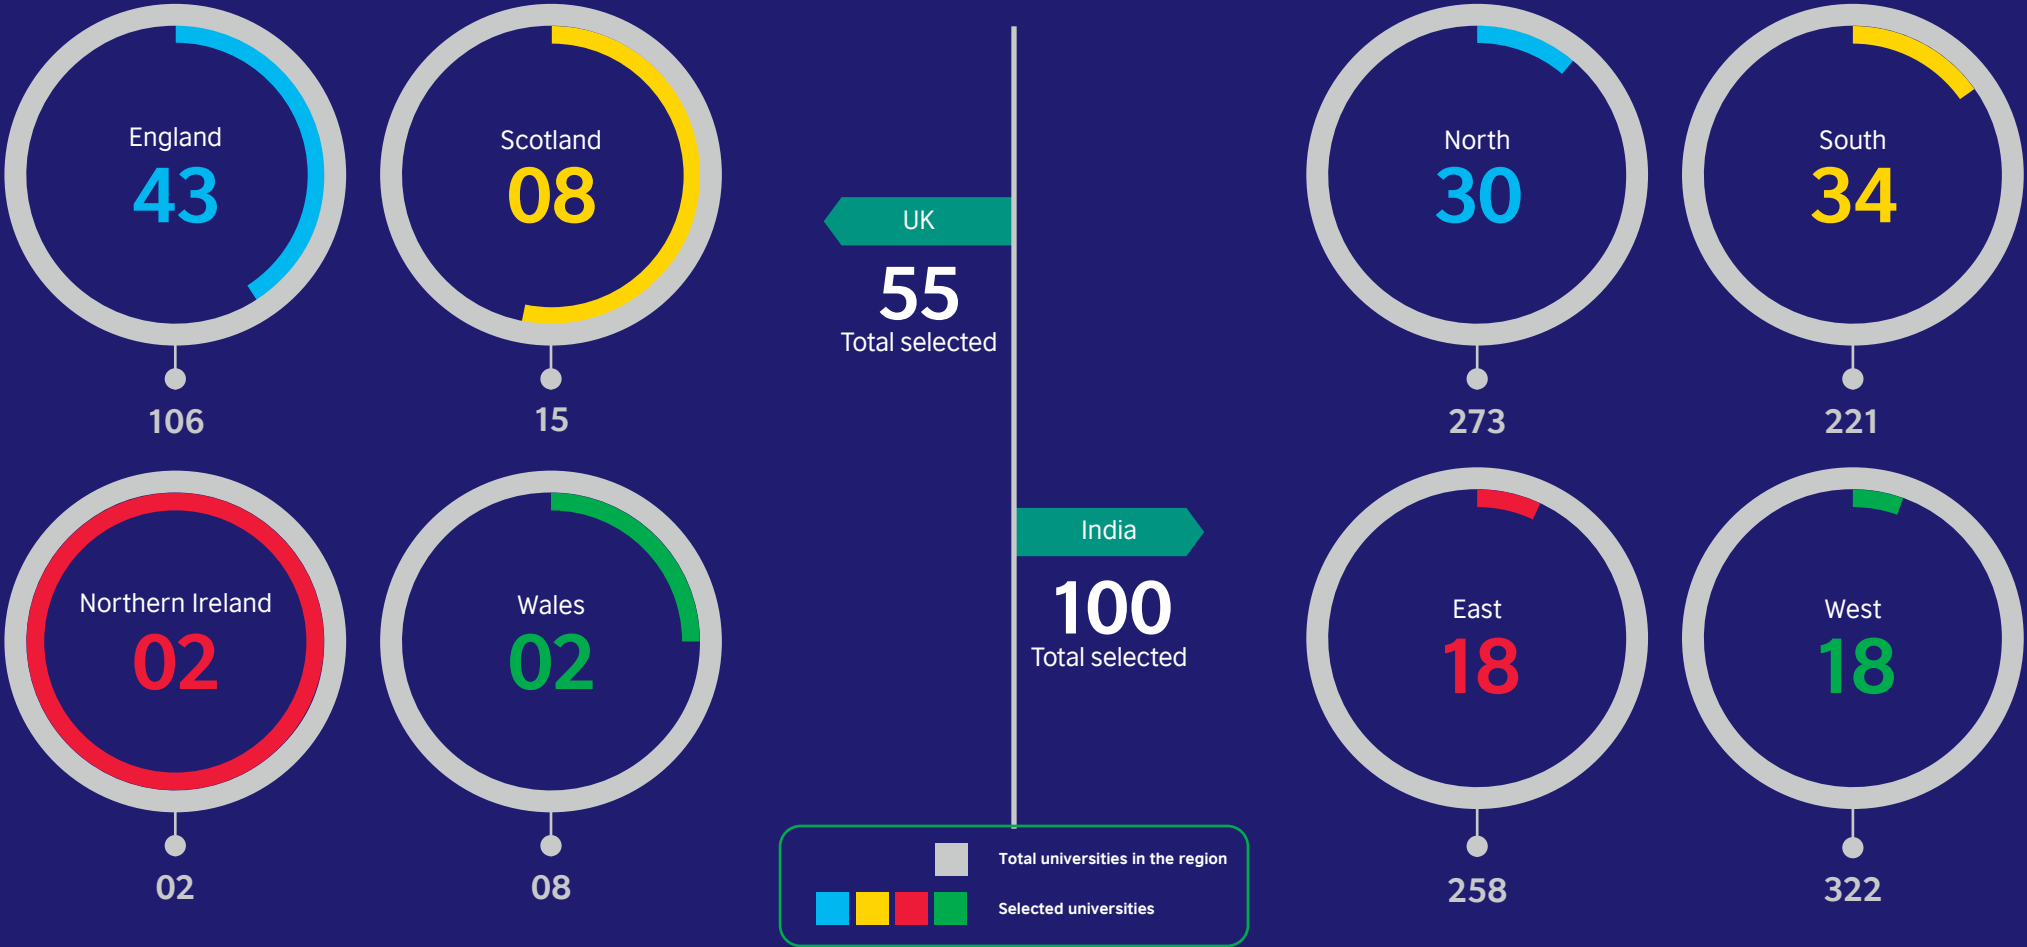 England
43
106
Scotland
08
15
Northern Ireland
02
02
Wales
02
08
UK
55
Total selected
India
100
Total selected
North
30
273
South
34
221
East
18
258
West
18
322
Total universities in the region
Selected universities